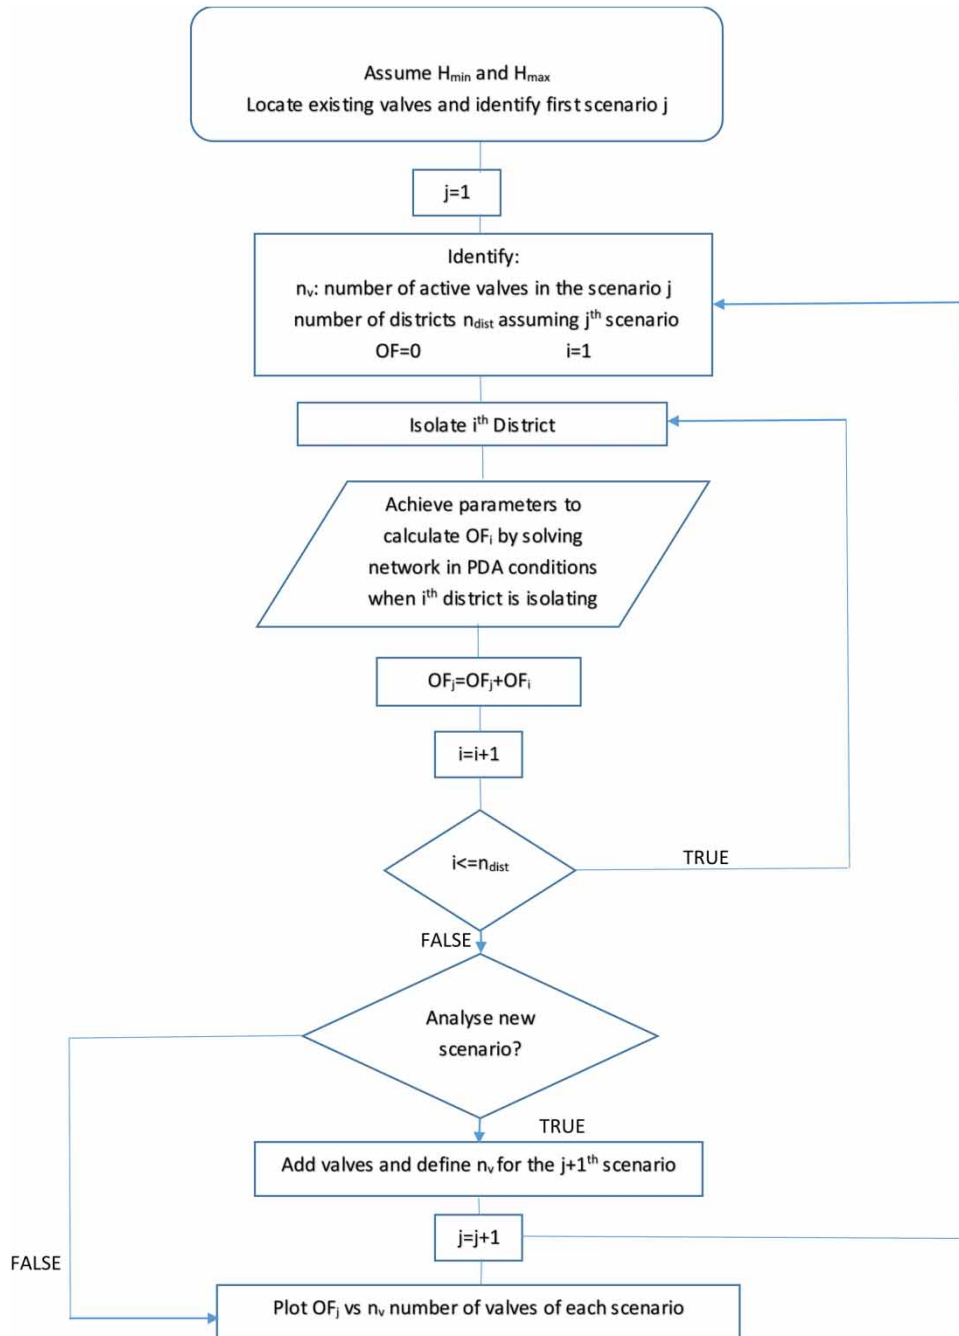 Assume Hmin and Hmax
Locate existing valves and identify first scenario j
j=1
Identify:
nv: number of active valves in the scenario j
number of districts ndist assuming jth scenario
OF=0 i=1
Isolate ith District
Achieve parameters to
calculate OFi by solving
network in PDA conditions
when ith district is isolating
OFj=OFj+OFi
i=i+1
i<=ndist
TRUE
FALSE
Analyse new
scenario?
TRUE
Add valves and define nv for the j+1th scenario
j=j+1
FALSE
Plot OFj vs nv number of valves of each scenario